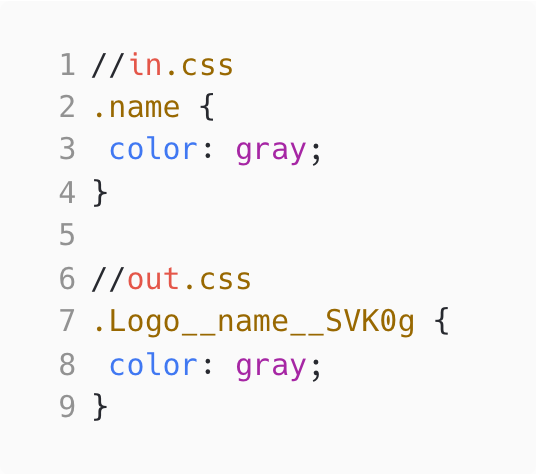 1 //in.css
2 .name {
3  color: gray;
4 }
5
6 //out.css
7 .Logo__name__SVK0g {
8  color: gray;
9 }